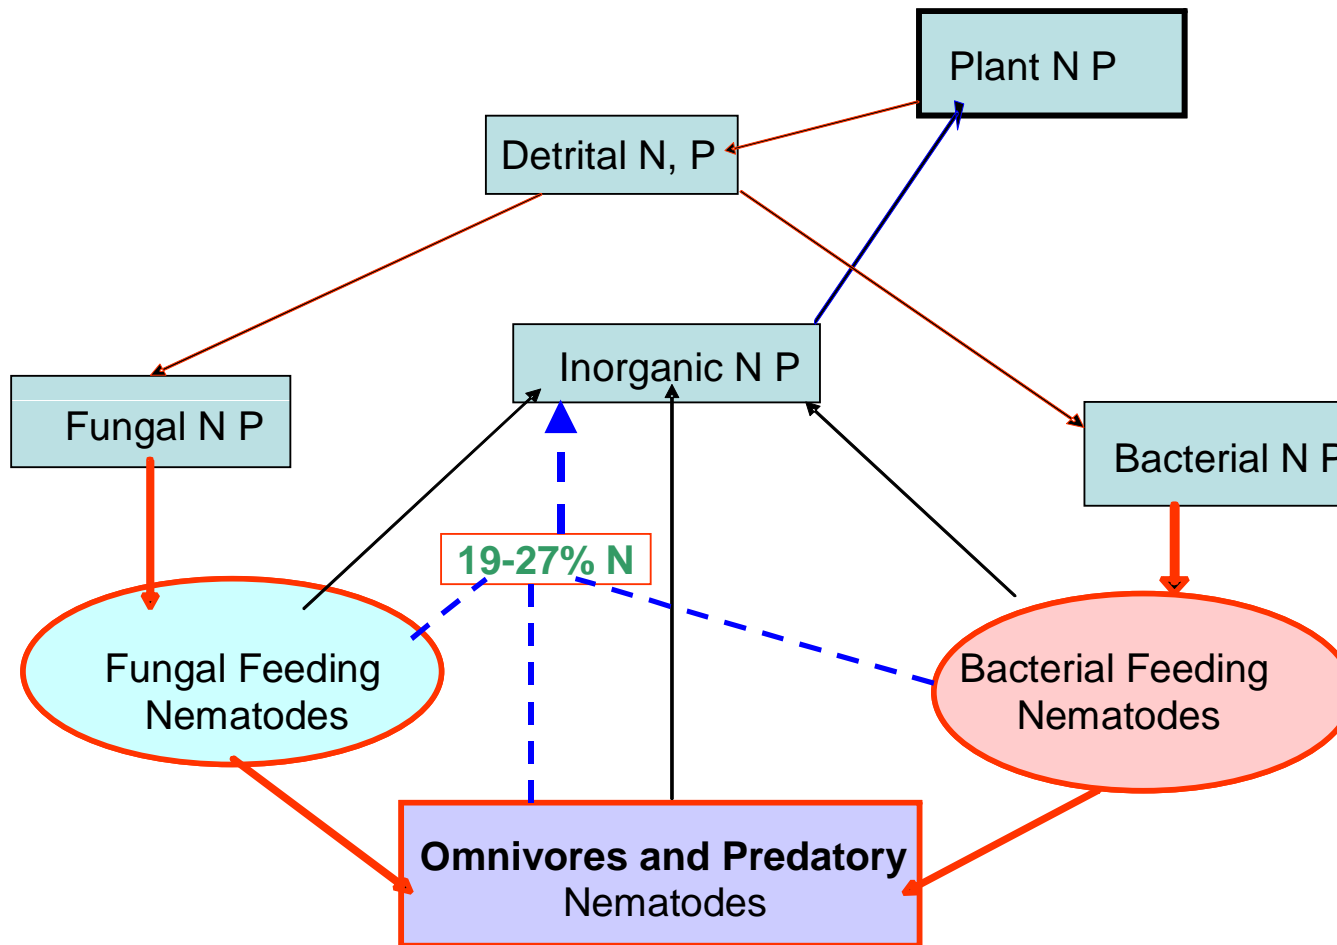 Plant N P
Detrital N, P
Inorganic N P
Fungal N P
Bacterial N P
19-27% N
Fungal Feeding
Nematodes
Bacterial Feeding
Nematodes
Omnivores and Predatory
Nematodes